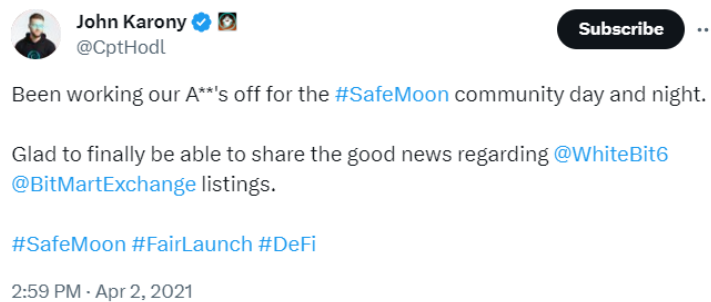 John Karony
Subscribe
@CptHodl
Been working our A**'s off for the #SafeMoon community day and night.
Glad to finally be able to share the good news regarding @WhiteBit6
@BitMartExchange listings.
#SafeMoon #FairLaunch #DeFi
2:59 PM · Apr 2, 2021